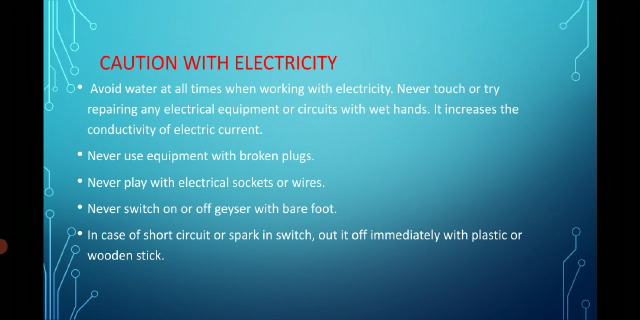 CAUTION WITH ELECTRICITY
• Avoid water at all times when working with electricity. Never touch or try
repairing any electrical equipment or circuits with wet hands. It increases the
conductivity of electric current.
• Never use equipment with broken plugs.
• Never play with electrical sockets or wires.
• Never switch on or off geyser with bare foot.
• In case of short circuit or spark in switch, out it off immediately with plastic or
wooden stick.